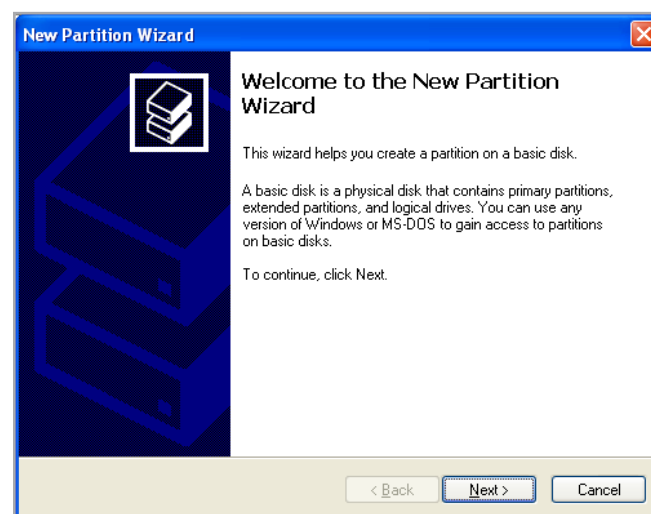 New Partition Wizard
Welcome to the New Partition
Wizard
This wizard helps you create a partition on a basic disk.
A basic disk is a physical disk that contains primary partitions,
extended partitions, and logical drives. You can use any
version of Windows or MS-DOS to gain access to partitions
on basic disks.
To continue, click Next.
< Back Next > Cancel